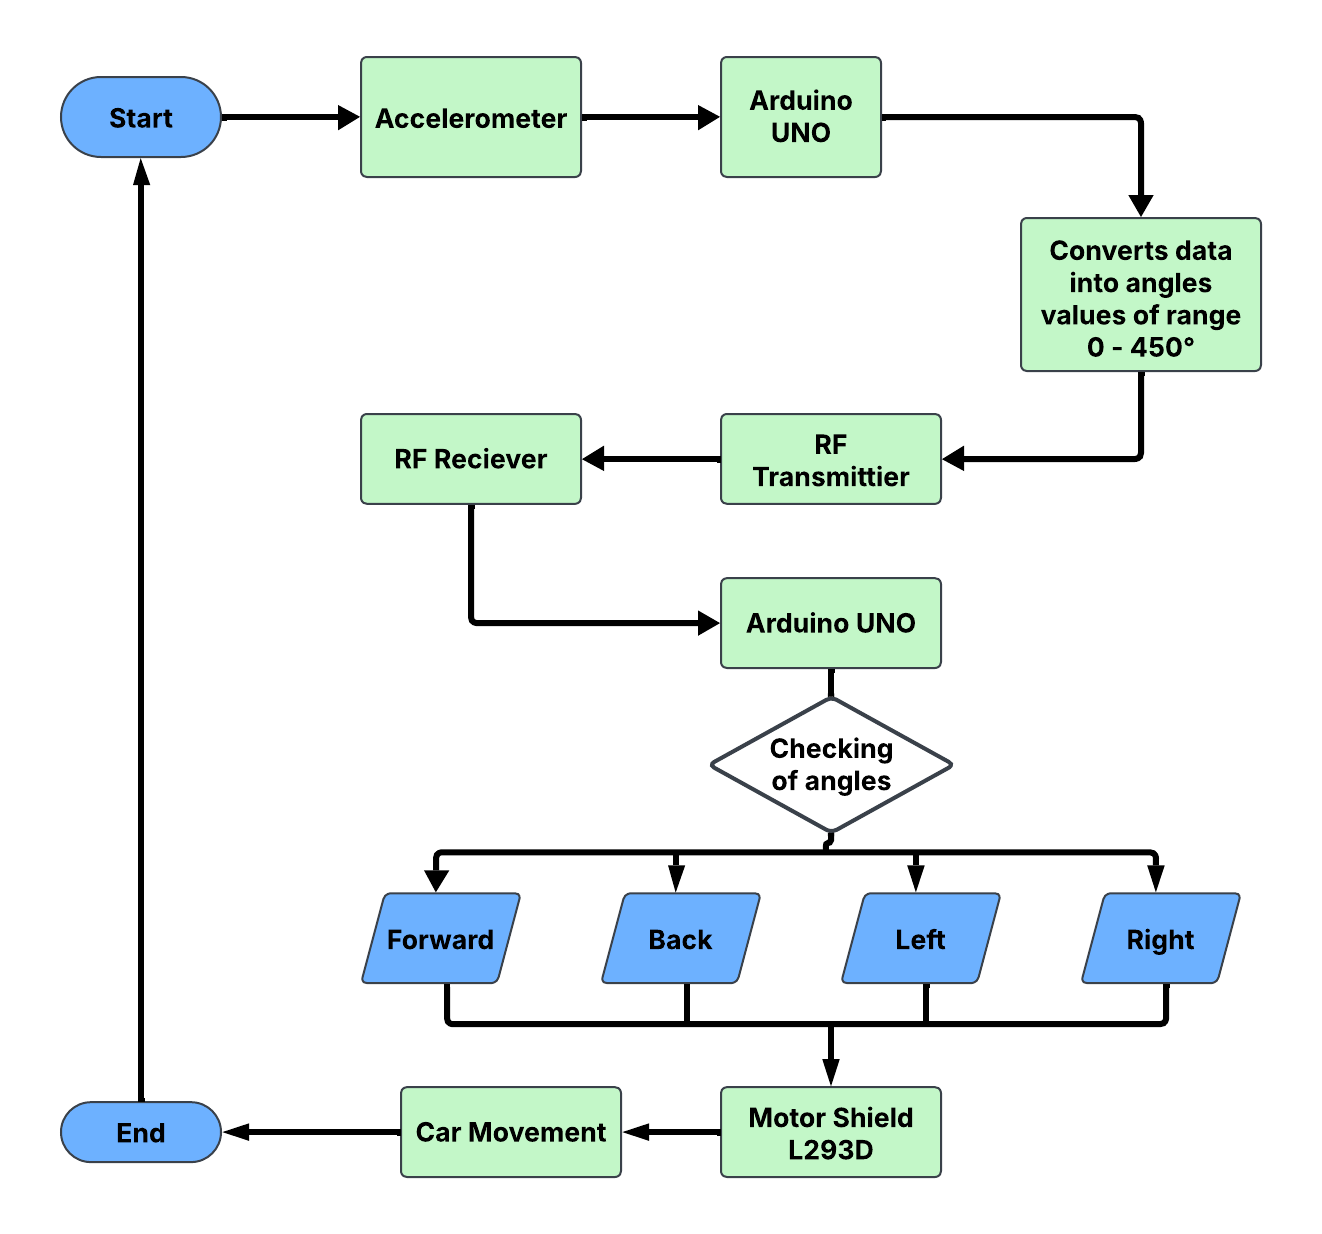 Start
Accelerometer
Arduino
UNO
Converts data
into angles
values of range
0 - 450°
RF
Transmittier
RF Reciever
Arduino UNO
Checking
of angles
Forward
Back
Left
Right
Motor Shield
L293D
Car Movement
End